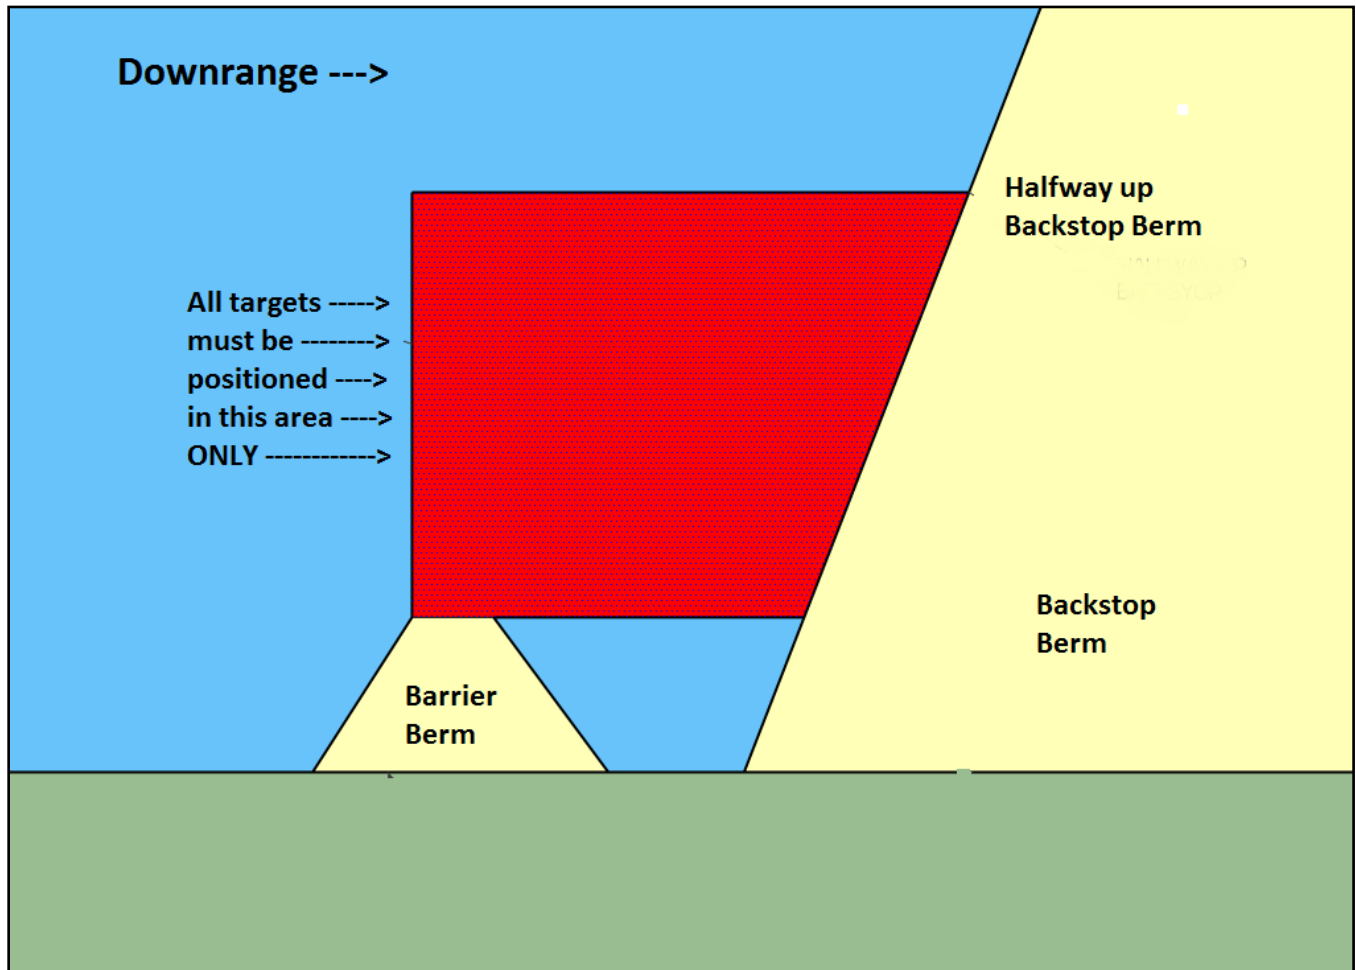 Downrange --->
Halfway up
Backstop Berm
All targets ----->
must be -------->
positioned ---->
in this area ---->
ONLY ------------>
Backstop
Berm
Barrier
Berm